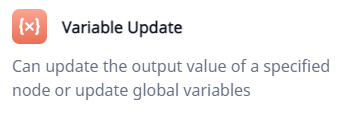 {x} Variable Update
Can update the output value of a specified
node or update global variables